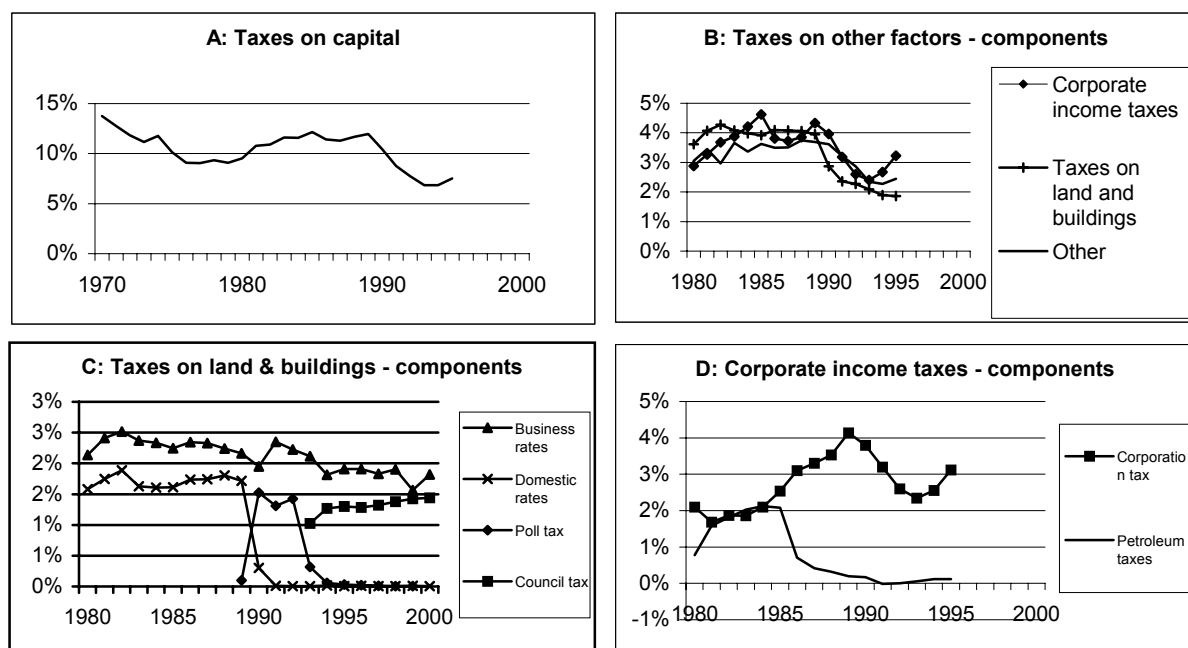 A: Taxes on capital
15%
10%
5%
0%
1970
1980
1990
2000
B: Taxes on other factors - components
5%
4%
3%
2%
1%
0%
1980
1985
1990
1995
2000
Corporate
income taxes
Taxes on
land and
buildings
Other
C: Taxes on land & buildings - components
3%
3%
2%
2%
1%
1%
0%
1980
1985
1990
1995
2000
Business
rates
Domestic
rates
Poll tax
Council tax
D: Corporate income taxes - components
5%
4%
3%
2%
1%
0%
-1%
1980
1985
1990
1995
2000
Corporatio
n tax
Petroleum
taxes